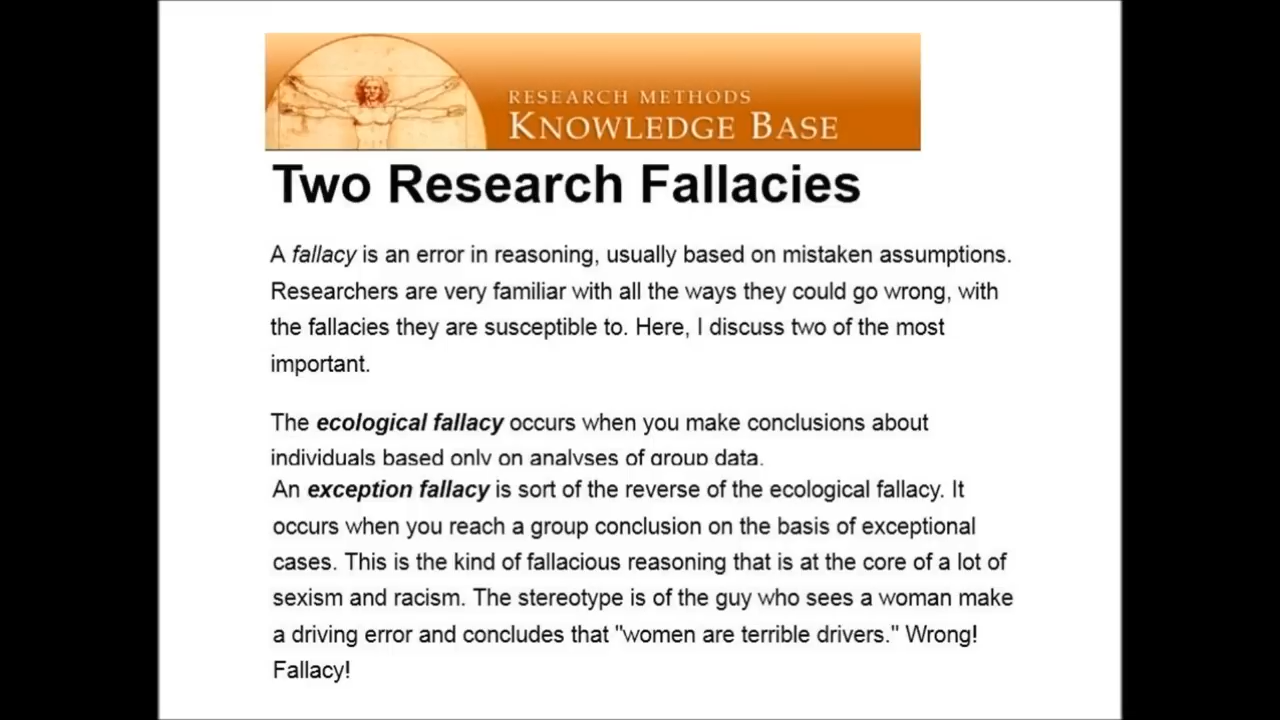 RESEARCH METHODS
KNOWLEDGE BASE
Two Research Fallacies
A fallacy is an error in reasoning, usually based on mistaken assumptions.
Researchers are very familiar with all the ways they could go wrong, with
the fallacies they are susceptible to. Here, I discuss two of the most
important.
The ecological fallacy occurs when you make conclusions about
individuals based only on analyses of group data.
An exception fallacy is sort of the reverse of the ecological fallacy. It
occurs when you reach a group conclusion on the basis of exceptional
cases. This is the kind of fallacious reasoning that is at the core of a lot of
sexism and racism. The stereotype is of the guy who sees a woman make
a driving error and concludes that "women are terrible drivers." Wrong!
Fallacy!